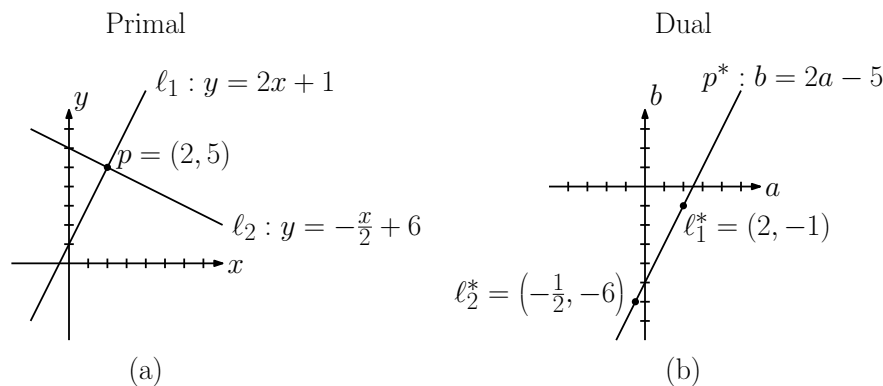 Primal
ℓ₁ : y = 2x + 1
y
p = (2, 5)
ℓ₂ : y = −x/2 + 6
x
(a)
Dual
p* : b = 2a − 5
b
a
ℓ₁* = (2, −1)
ℓ₂* = (−1/2, −6)
(b)